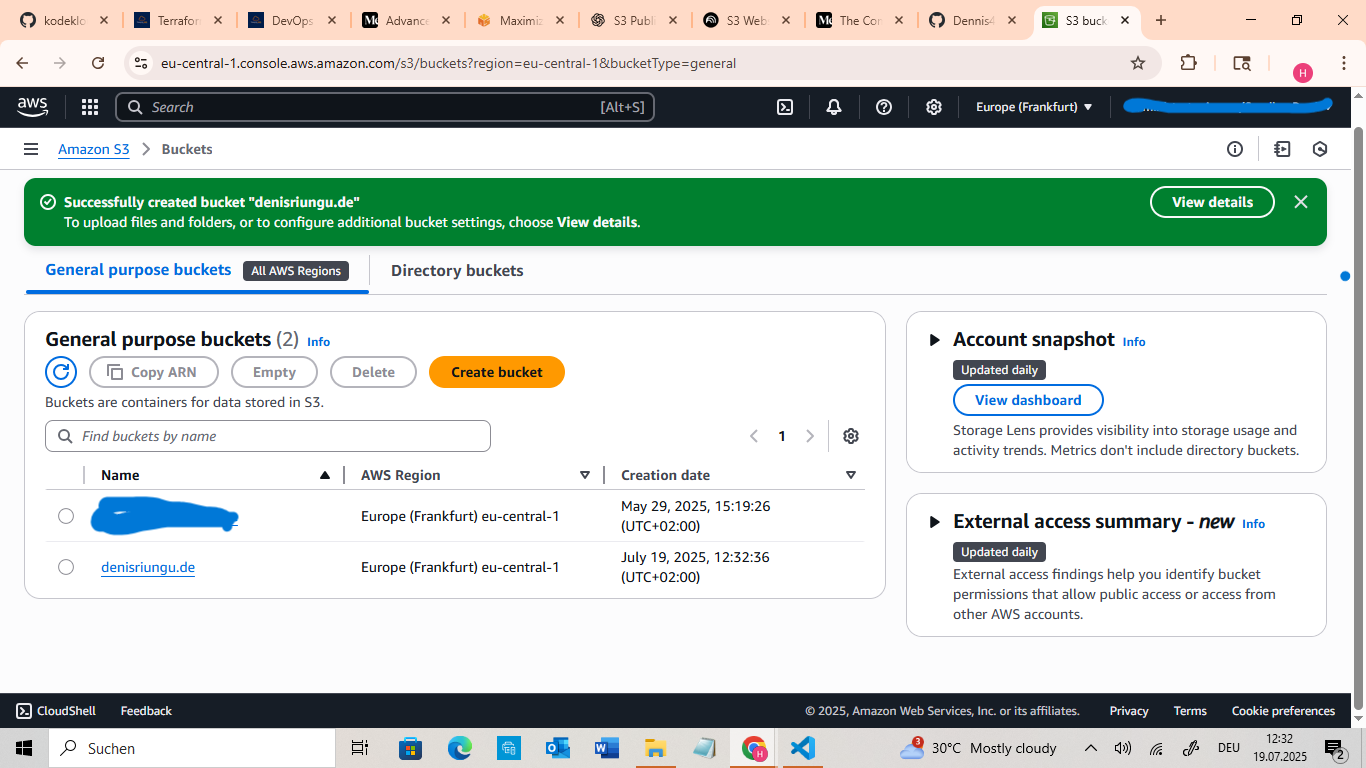 kodeklo
Terrafon
DevOps
Advance
Maximiz
S3 Publi
S3 Webs
The Con
Dennis4
S3 buck
eu-central-1.console.aws.amazon.com/s3/buckets?region=eu-central-1&bucketType=general
H
aws
Search
[Alt+S]
Europe (Frankfurt)
Amazon S3 > Buckets
Successfully created bucket "denisriungu.de"
To upload files and folders, or to configure additional bucket settings, choose View details.
View details
General purpose buckets
All AWS Regions
Directory buckets
General purpose buckets (2) Info
Copy ARN
Empty
Delete
Create bucket
Buckets are containers for data stored in S3.
Find buckets by name
1
Name
AWS Region
Creation date
Europe (Frankfurt) eu-central-1
May 29, 2025, 15:19:26
(UTC+02:00)
denisriungu.de
Europe (Frankfurt) eu-central-1
July 19, 2025, 12:32:36
(UTC+02:00)
Account snapshot Info
Updated daily
View dashboard
Storage Lens provides visibility into storage usage and
activity trends. Metrics don't include directory buckets.
External access summary - new Info
Updated daily
External access findings help you identify bucket
permissions that allow public access or access from
other AWS accounts.
CloudShell
Feedback
© 2025, Amazon Web Services, Inc. or its affiliates.
Privacy
Terms
Cookie preferences
Suchen
3
30°C Mostly cloudy
DEU
12:32
19.07.2025
2